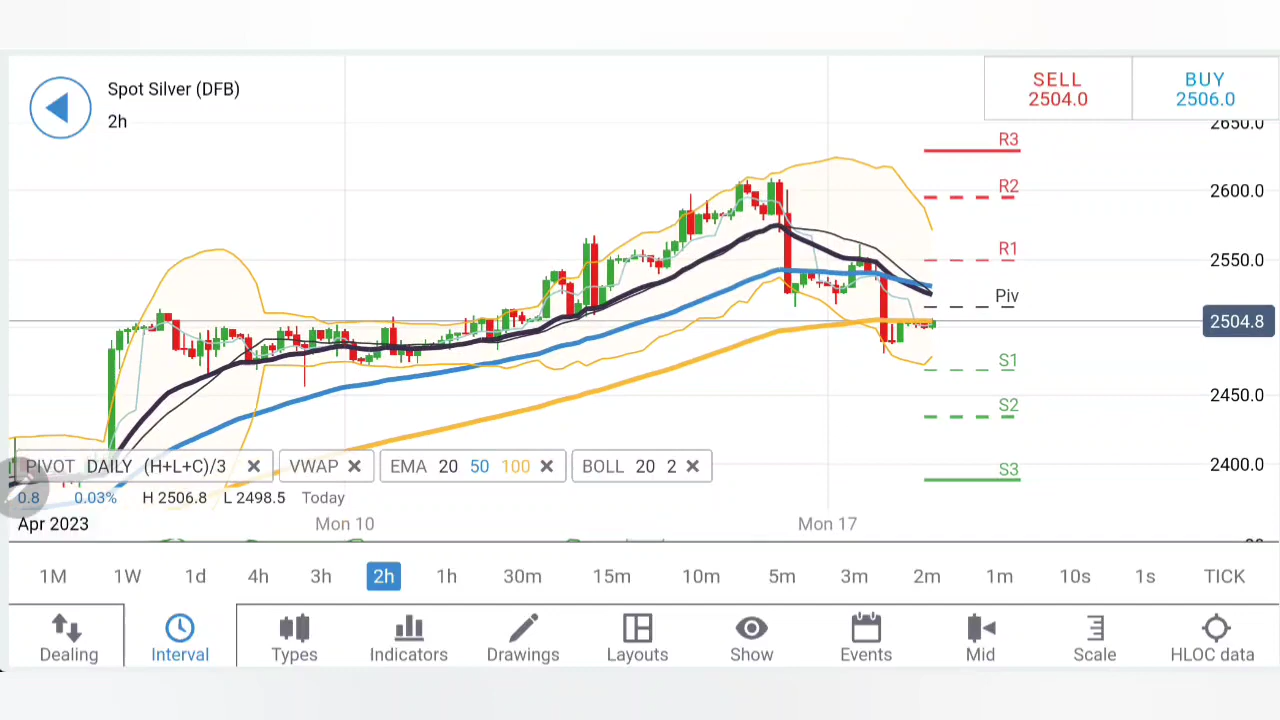 Spot Silver (DFB)
2h
SELL
2504.0
BUY
2506.0
2650.0
R3
R2
2600.0
R1
2550.0
Piv
2504.8
S1
S2
2450.0
S3
2400.0
PIVOT DAILY (H+L+C)/3 ✕
VWAP ✕
EMA 20 50 100 ✕
BOLL 20 2 ✕
0.8 0.03% H 2506.8 L 2498.5 Today
Apr 2023 Mon 10 Mon 17
1M 1W 1d 4h 3h 2h 1h 30m 15m 10m 5m 3m 2m 1m 10s 1s TICK
Dealing Interval Types Indicators Drawings Layouts Show Events Mid Scale HLOC data